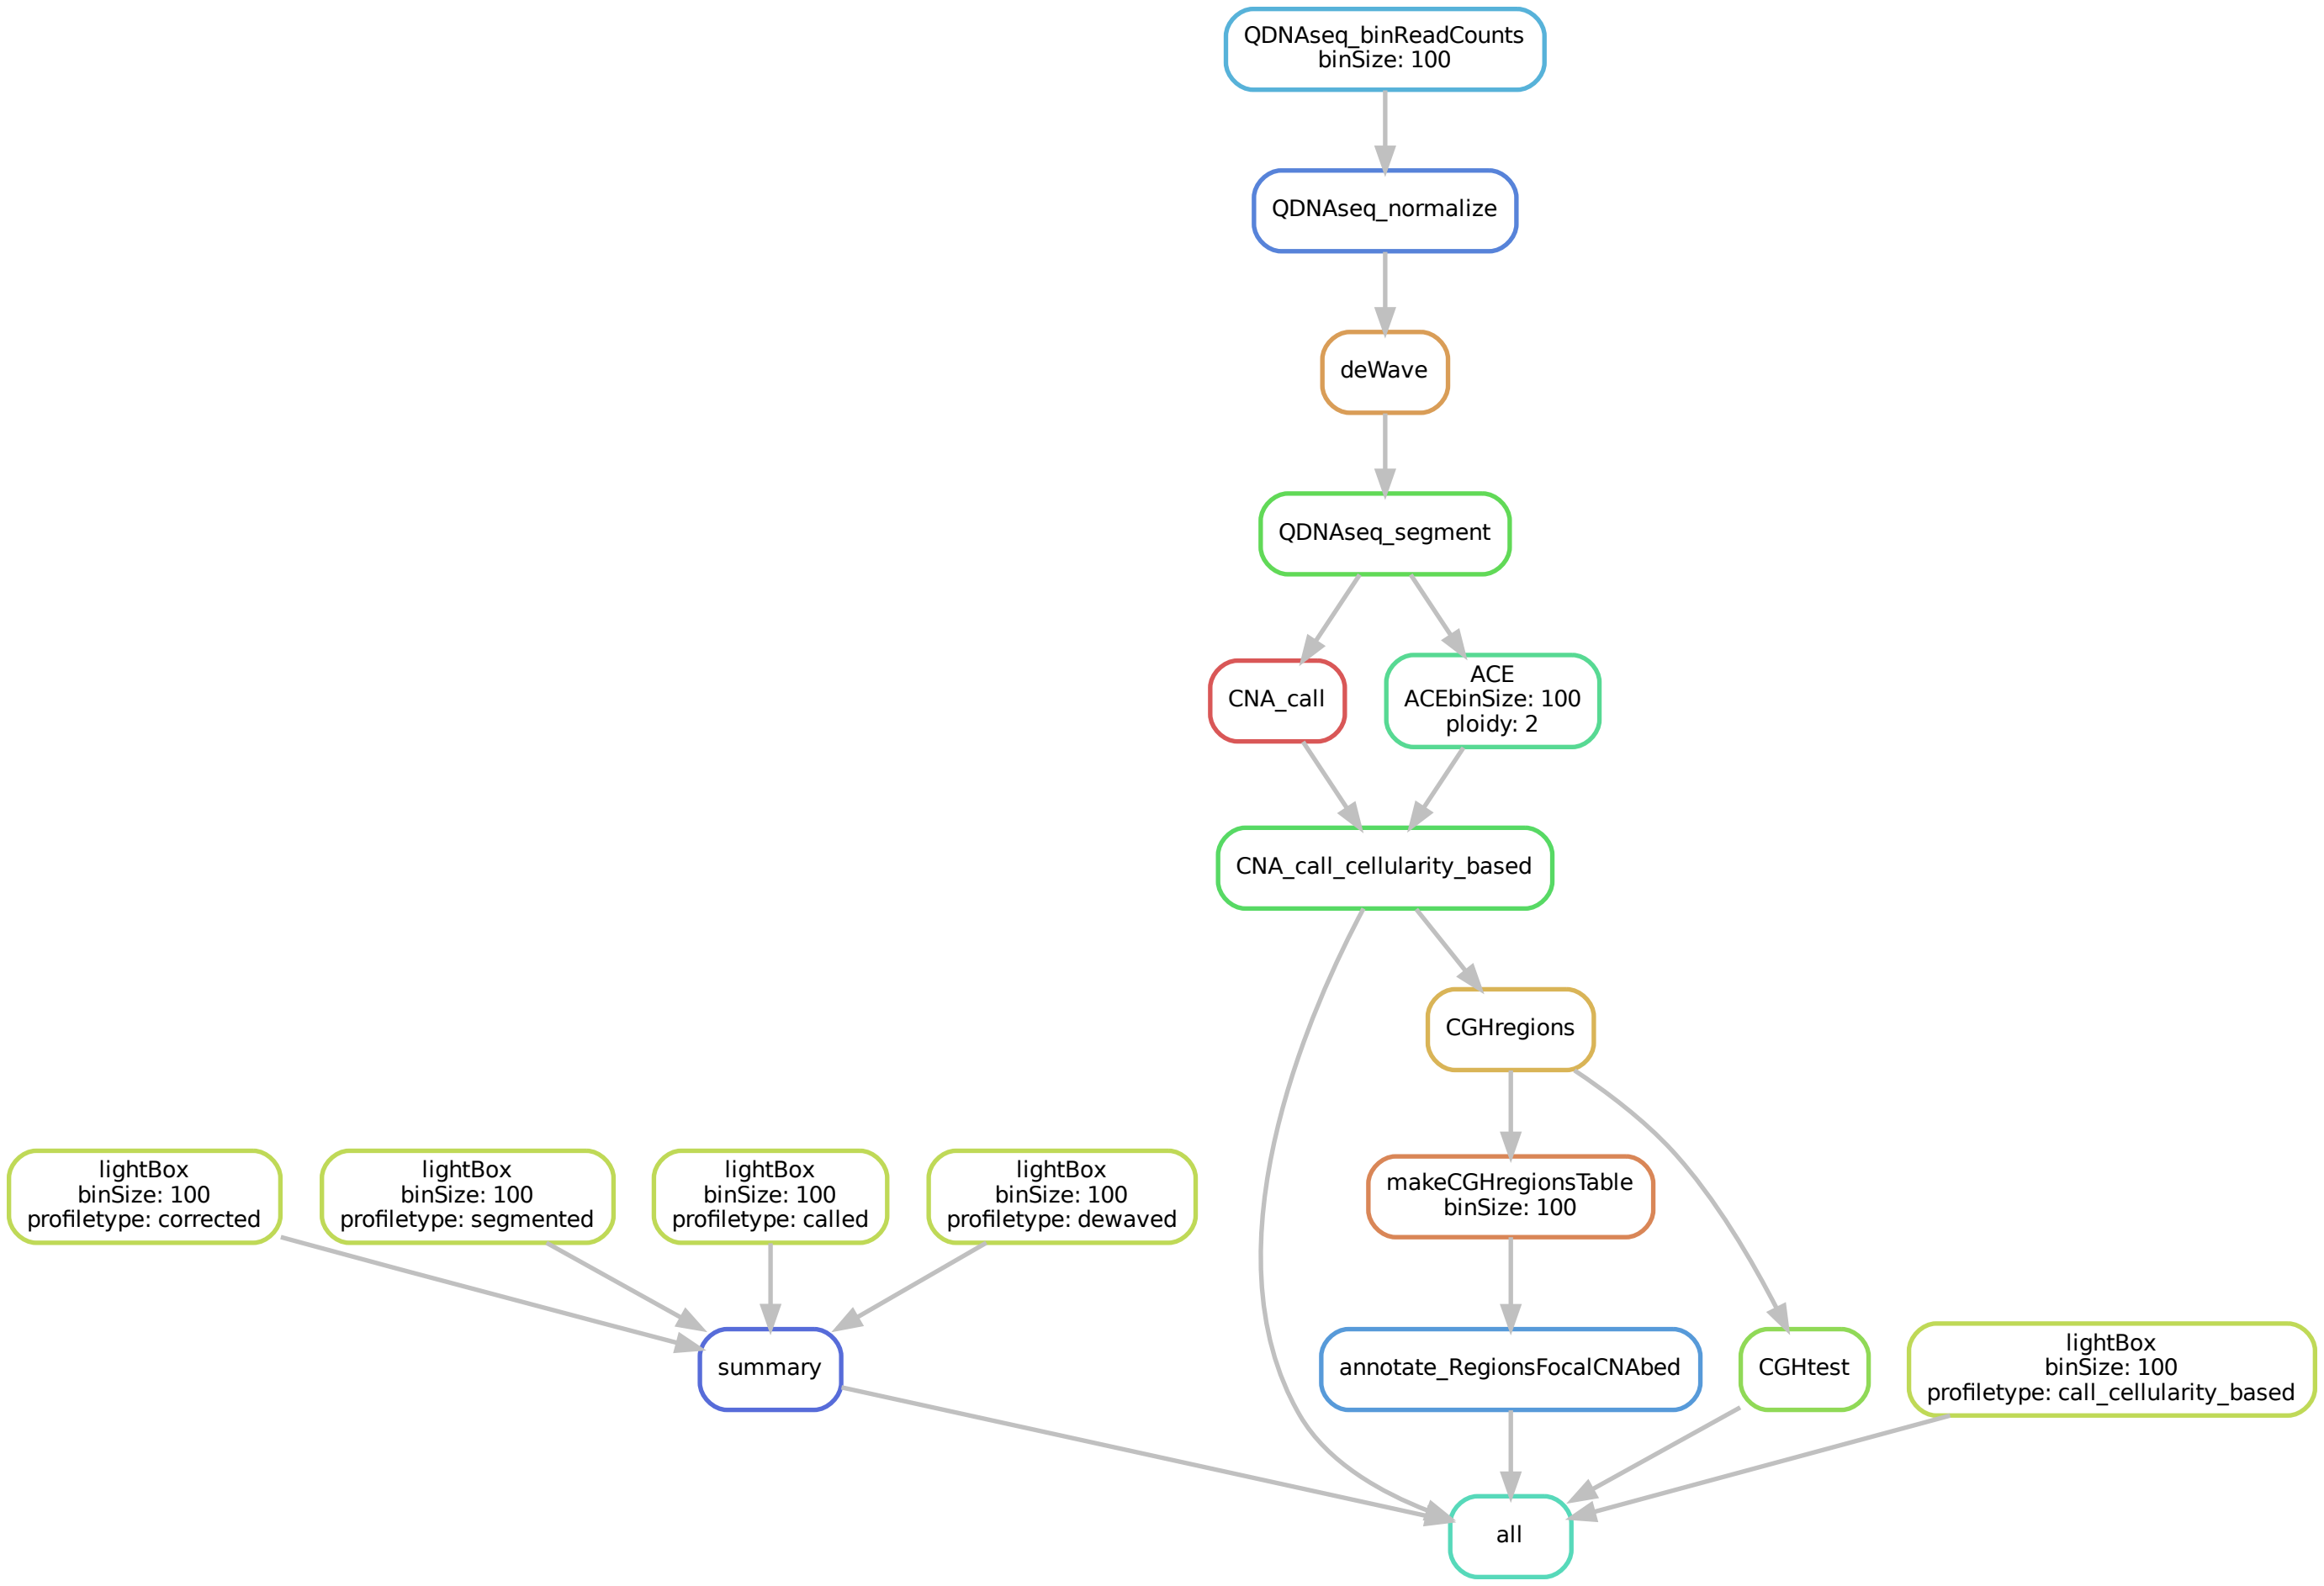 QDNAseq_binReadCounts
binSize: 100
QDNAseq_normalize
deWave
QDNAseq_segment
CNA_call
ACE
ACEbinSize: 100
ploidy: 2
CNA_call_cellularity_based
CGHregions
lightBox
binSize: 100
profiletype: corrected
lightBox
binSize: 100
profiletype: segmented
lightBox
binSize: 100
profiletype: called
lightBox
binSize: 100
profiletype: dewaved
makeCGHregionsTable
binSize: 100
summary
annotate_RegionsFocalCNAbed
CGHtest
lightBox
binSize: 100
profiletype: call_cellularity_based
all